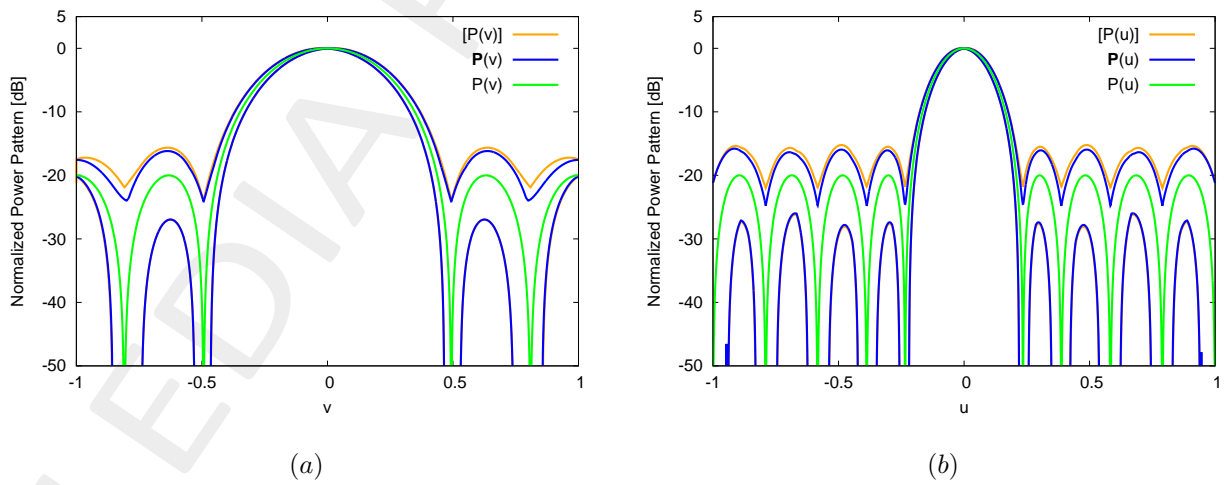 EDIA
Normalized Power Pattern [dB]
5
0
-10
-20
-30
-40
-50
-1
-0.5
0
0.5
1
v
[P(v)]
P(v)
P(v)
(a)
Normalized Power Pattern [dB]
5
0
-10
-20
-30
-40
-50
-1
-0.5
0
0.5
1
u
[P(u)]
P(u)
P(u)
(b)